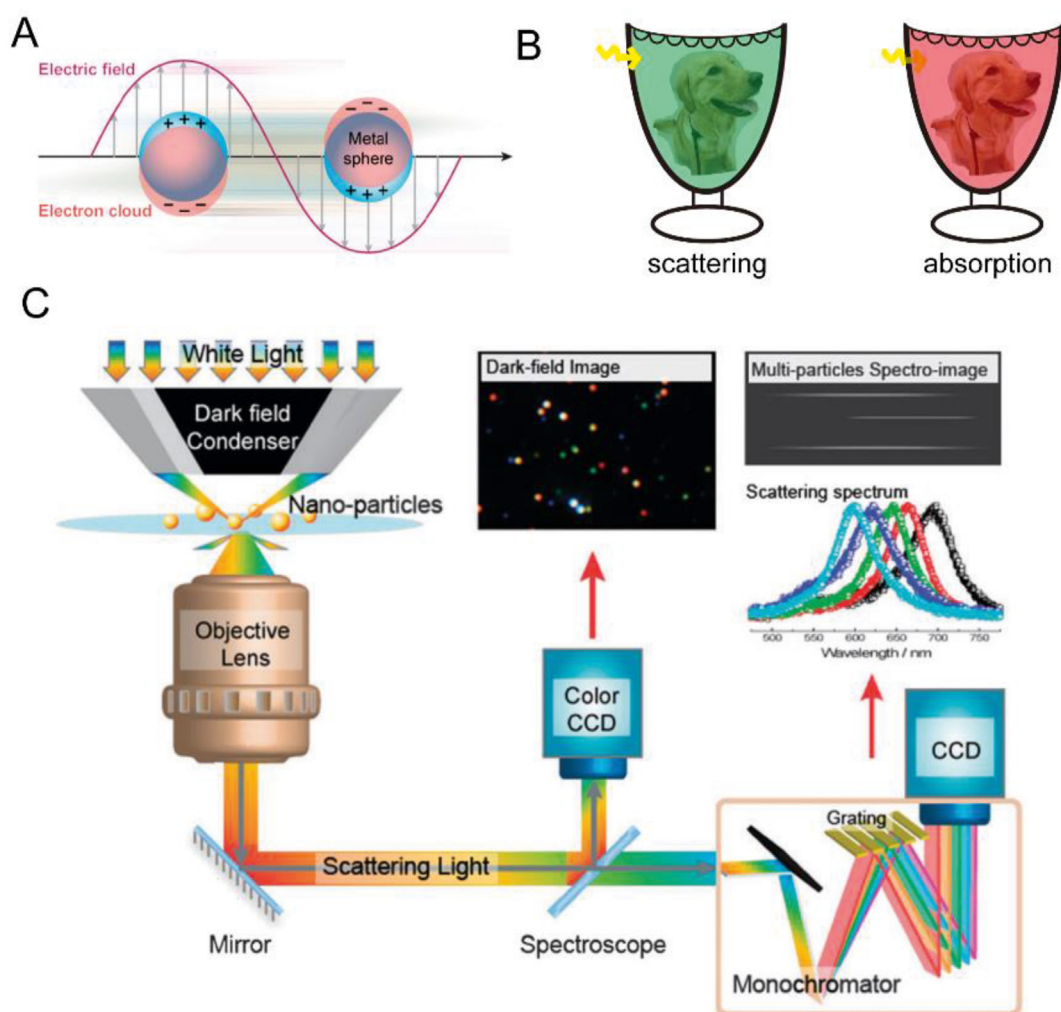 A
Electric field
+ + +
- - -
Metal
sphere
+ + +
Electron cloud
- - -
B
scattering
absorption
C
White Light
Dark field
Condenser
Nano-particles
Objective
Lens
Mirror
Scattering Light
Spectroscope
Color
CCD
Dark-field Image
Multi-particles Spectro-image
Scattering spectrum
500 550 600 650 700 750
Wavelength / nm
CCD
Grating
Monochromator